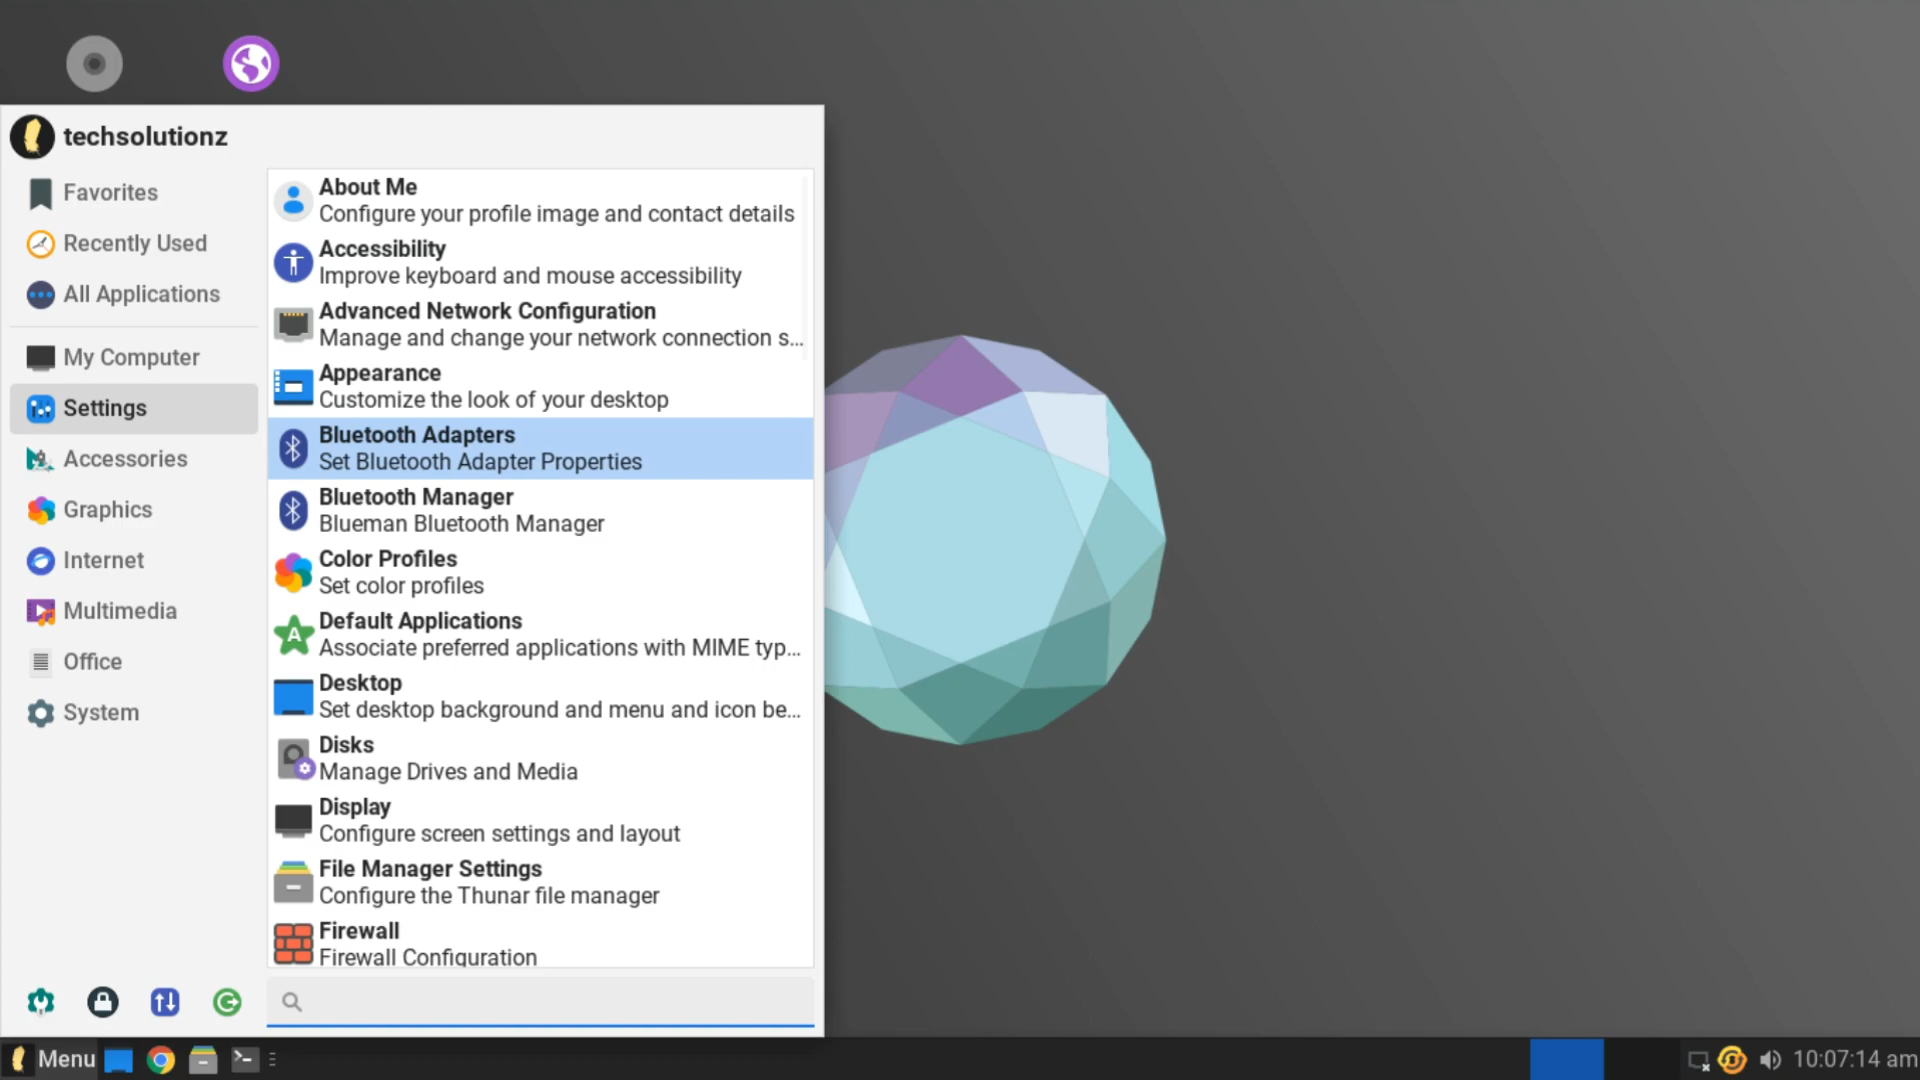 techsolutionz
Favorites
Recently Used
All Applications
My Computer
Settings
Accessories
Graphics
Internet
Multimedia
Office
System
About Me
Configure your profile image and contact details
Accessibility
Improve keyboard and mouse accessibility
Advanced Network Configuration
Manage and change your network connection s...
Appearance
Customize the look of your desktop
Bluetooth Adapters
Set Bluetooth Adapter Properties
Bluetooth Manager
Blueman Bluetooth Manager
Color Profiles
Set color profiles
Default Applications
Associate preferred applications with MIME typ...
Desktop
Set desktop background and menu and icon be...
Disks
Manage Drives and Media
Display
Configure screen settings and layout
File Manager Settings
Configure the Thunar file manager
Firewall
Firewall Configuration
Menu
10:07:14 am